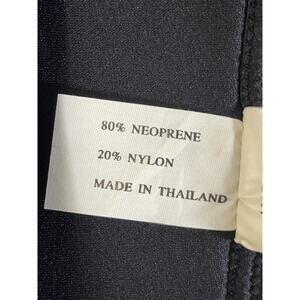 80% NEOPRENE
20% NYLON
MADE IN THAILAND